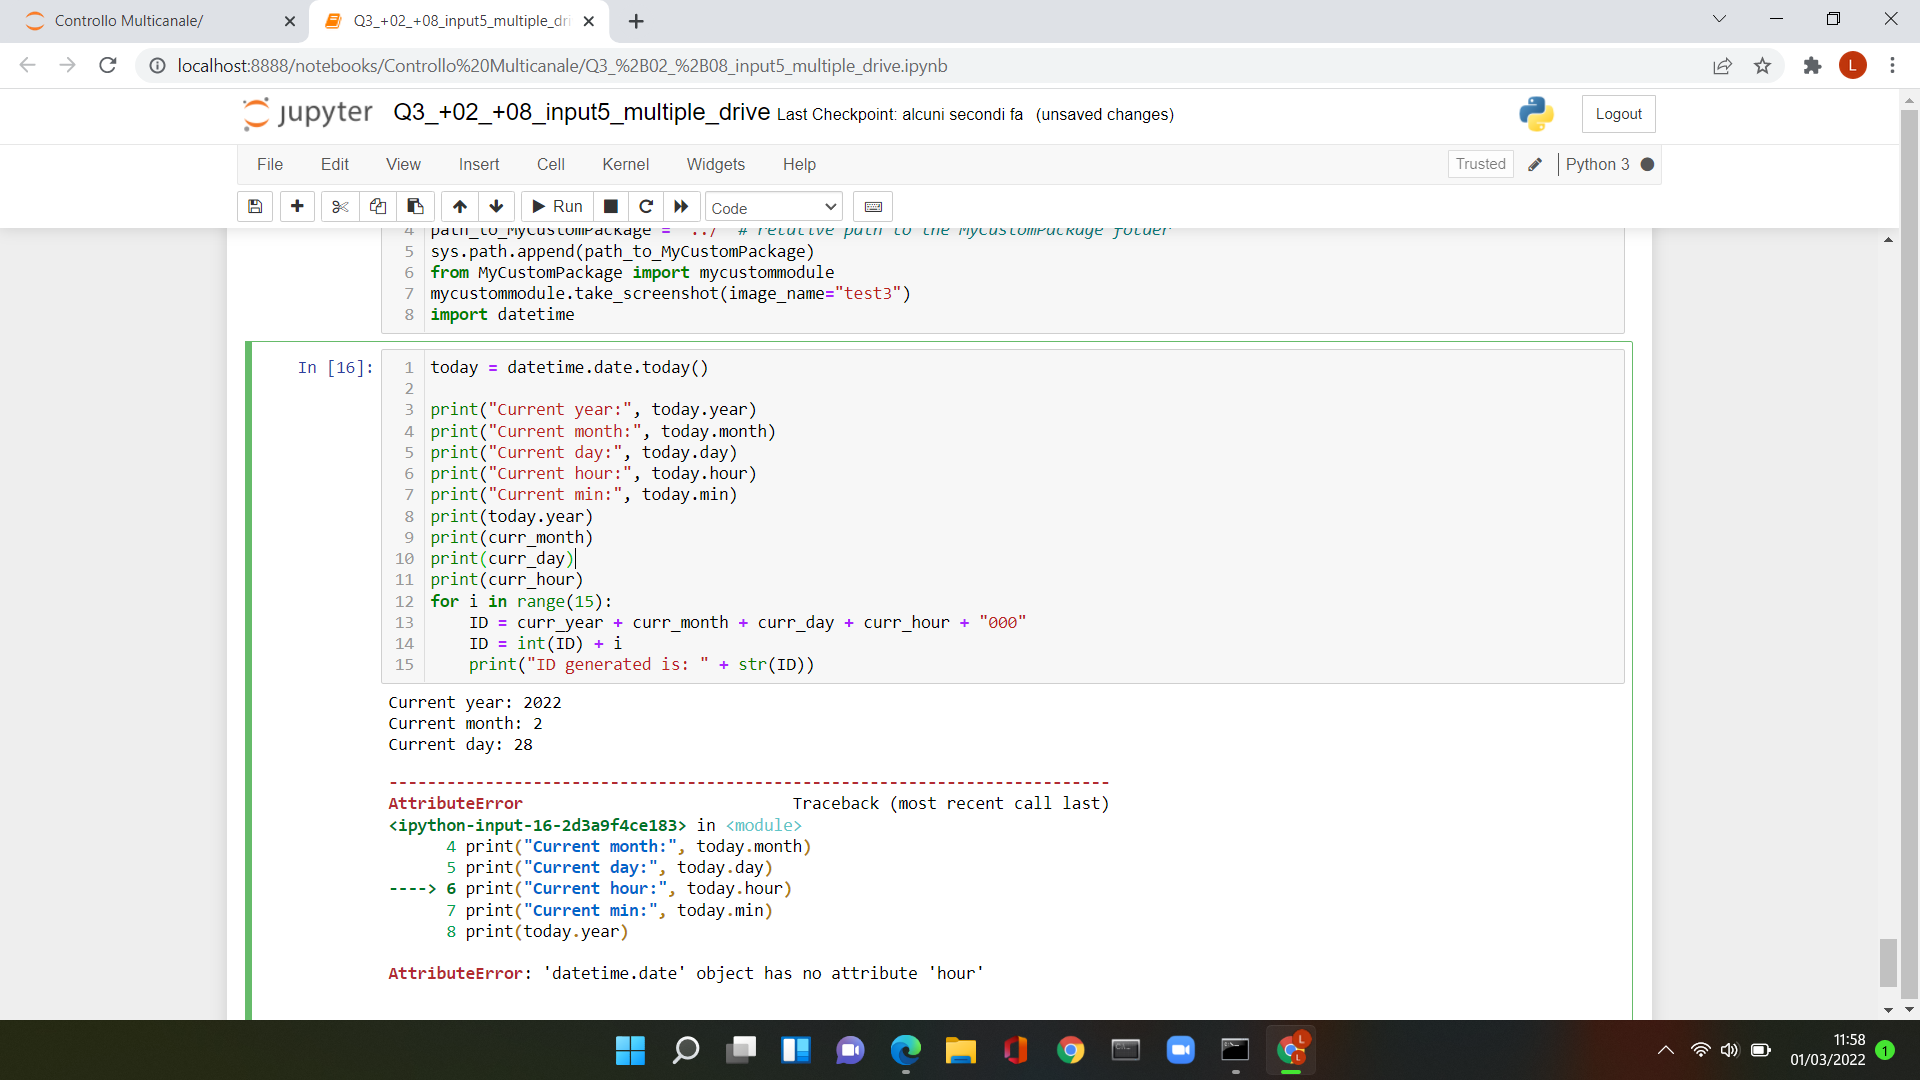 Controllo Multicanale/
Q3_+02_+08_input5_multiple_dri
localhost:8888/notebooks/Controllo%20Multicanale/Q3_%2B02_%2B08_input5_multiple_drive.ipynb
L
jupyter Q3_+02_+08_input5_multiple_drive Last Checkpoint: alcuni secondi fa (unsaved changes)
Logout
File Edit View Insert Cell Kernel Widgets Help
Trusted Python 3
Run Code
4 path_to_MyCustomPackage = "../" # relative path to the MyCustomPackage folder
5 sys.path.append(path_to_MyCustomPackage)
6 from MyCustomPackage import mycustommodule
7 mycustommodule.take_screenshot(image_name="test3")
8 import datetime
In [16]:
1 today = datetime.date.today()
2
3 print("Current year:", today.year)
4 print("Current month:", today.month)
5 print("Current day:", today.day)
6 print("Current hour:", today.hour)
7 print("Current min:", today.min)
8 print(today.year)
9 print(curr_month)
10 print(curr_day)
11 print(curr_hour)
12 for i in range(15):
13     ID = curr_year + curr_month + curr_day + curr_hour + "000"
14     ID = int(ID) + i
15     print("ID generated is: " + str(ID))
Current year: 2022
Current month: 2
Current day: 28
---------------------------------------------------------------------------
AttributeError                            Traceback (most recent call last)
<ipython-input-16-2d3a9f4ce183> in <module>
      4 print("Current month:", today.month)
      5 print("Current day:", today.day)
----> 6 print("Current hour:", today.hour)
      7 print("Current min:", today.min)
      8 print(today.year)
AttributeError: 'datetime.date' object has no attribute 'hour'
11:58
01/03/2022
1